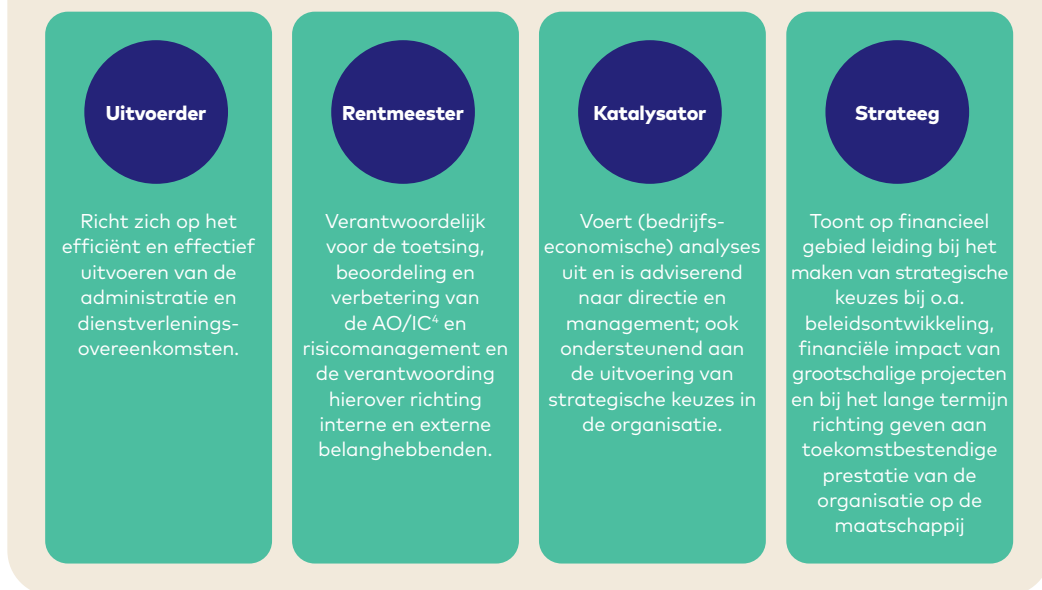 Uitvoerder
Richt zich op het
efficiënt en effectief
uitvoeren van de
administratie en
dienstverlenings-
overeenkomsten.
Rentmeester
Verantwoordelijk
voor de toetsing,
beoordeling en
verbetering van
de AO/IC⁴ en
risicomanagement en
de verantwoording
hierover richting
interne en externe
belanghebbenden.
Katalysator
Voert (bedrijfs-
economische) analyses
uit en is adviserend
naar directie en
management; ook
ondersteunend aan
de uitvoering van
strategische keuzes in
de organisatie.
Strateeg
Toont op financieel
gebied leiding bij het
maken van strategische
keuzes bij o.a.
beleidsontwikkeling,
financiële impact van
grootschalige projecten
en bij het lange termijn
richting geven aan
toekomstbestendige
prestatie van de
organisatie op de
maatschappij